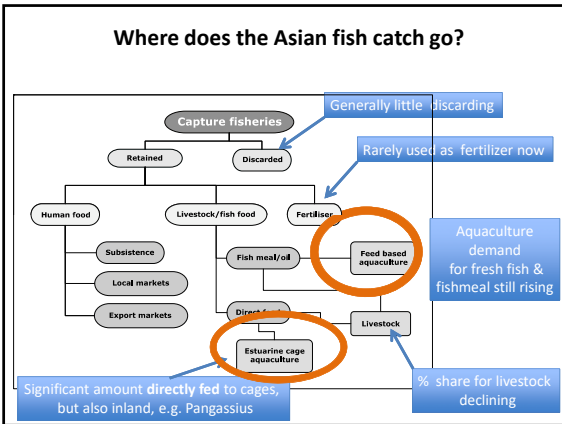 Where does the Asian fish catch go?
Generally little discarding
Capture fisheries
Rarely used as fertilizer now
Retained
Discarded
Human food
Livestock/fish food
Fertiliser
Aquaculture
demand
for fresh fish &
fishmeal still rising
Subsistence
Fish meal/oil
Feed based
aquaculture
Local markets
Export markets
Direct
Livestock
Estuarine cage
aquaculture
Significant amount directly fed to cages,
but also inland, e.g. Pangassius
% share for livestock
declining